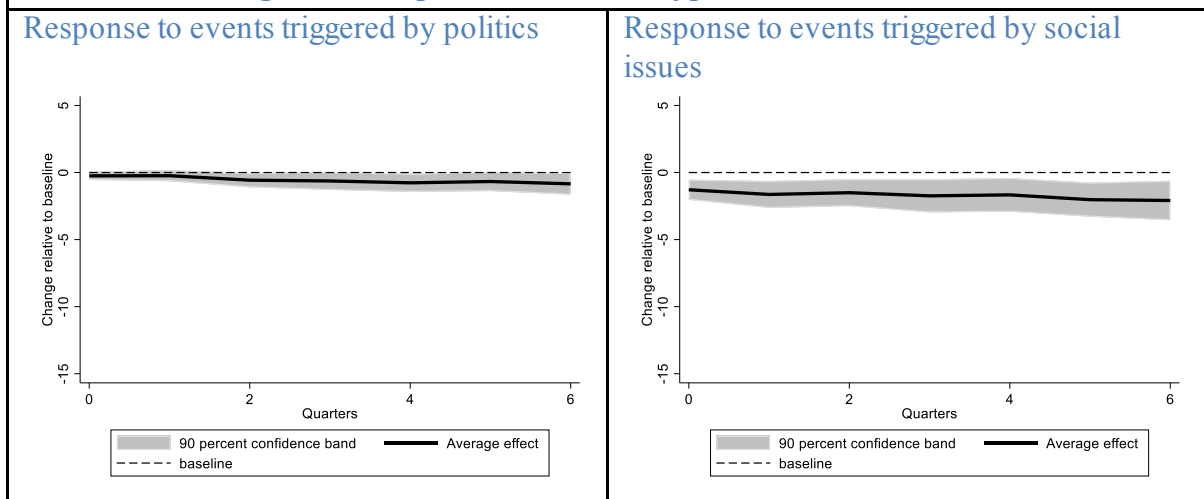 Response to events triggered by politics
Change relative to baseline
5
0
-5
-10
-15
0 2 4 6
Quarters
90 percent confidence band Average effect
baseline
Response to events triggered by social
issues
Change relative to baseline
5
0
-5
-10
-15
0 2 4 6
Quarters
90 percent confidence band Average effect
baseline